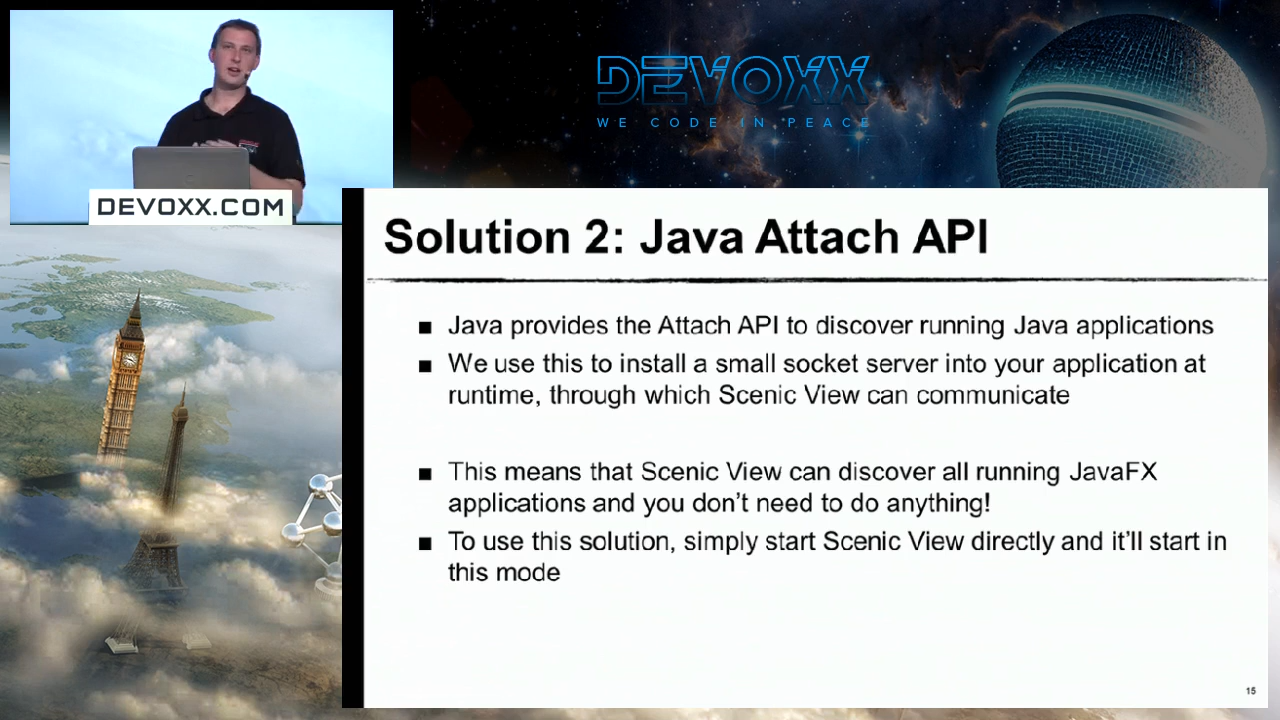 DEVOXX
WE CODE IN PEACE
DEVOXX.COM
Solution 2: Java Attach API
■ Java provides the Attach API to discover running Java applications
■ We use this to install a small socket server into your application at
runtime, through which Scenic View can communicate
■ This means that Scenic View can discover all running JavaFX
applications and you don't need to do anything!
■ To use this solution, simply start Scenic View directly and it'll start in
this mode
15